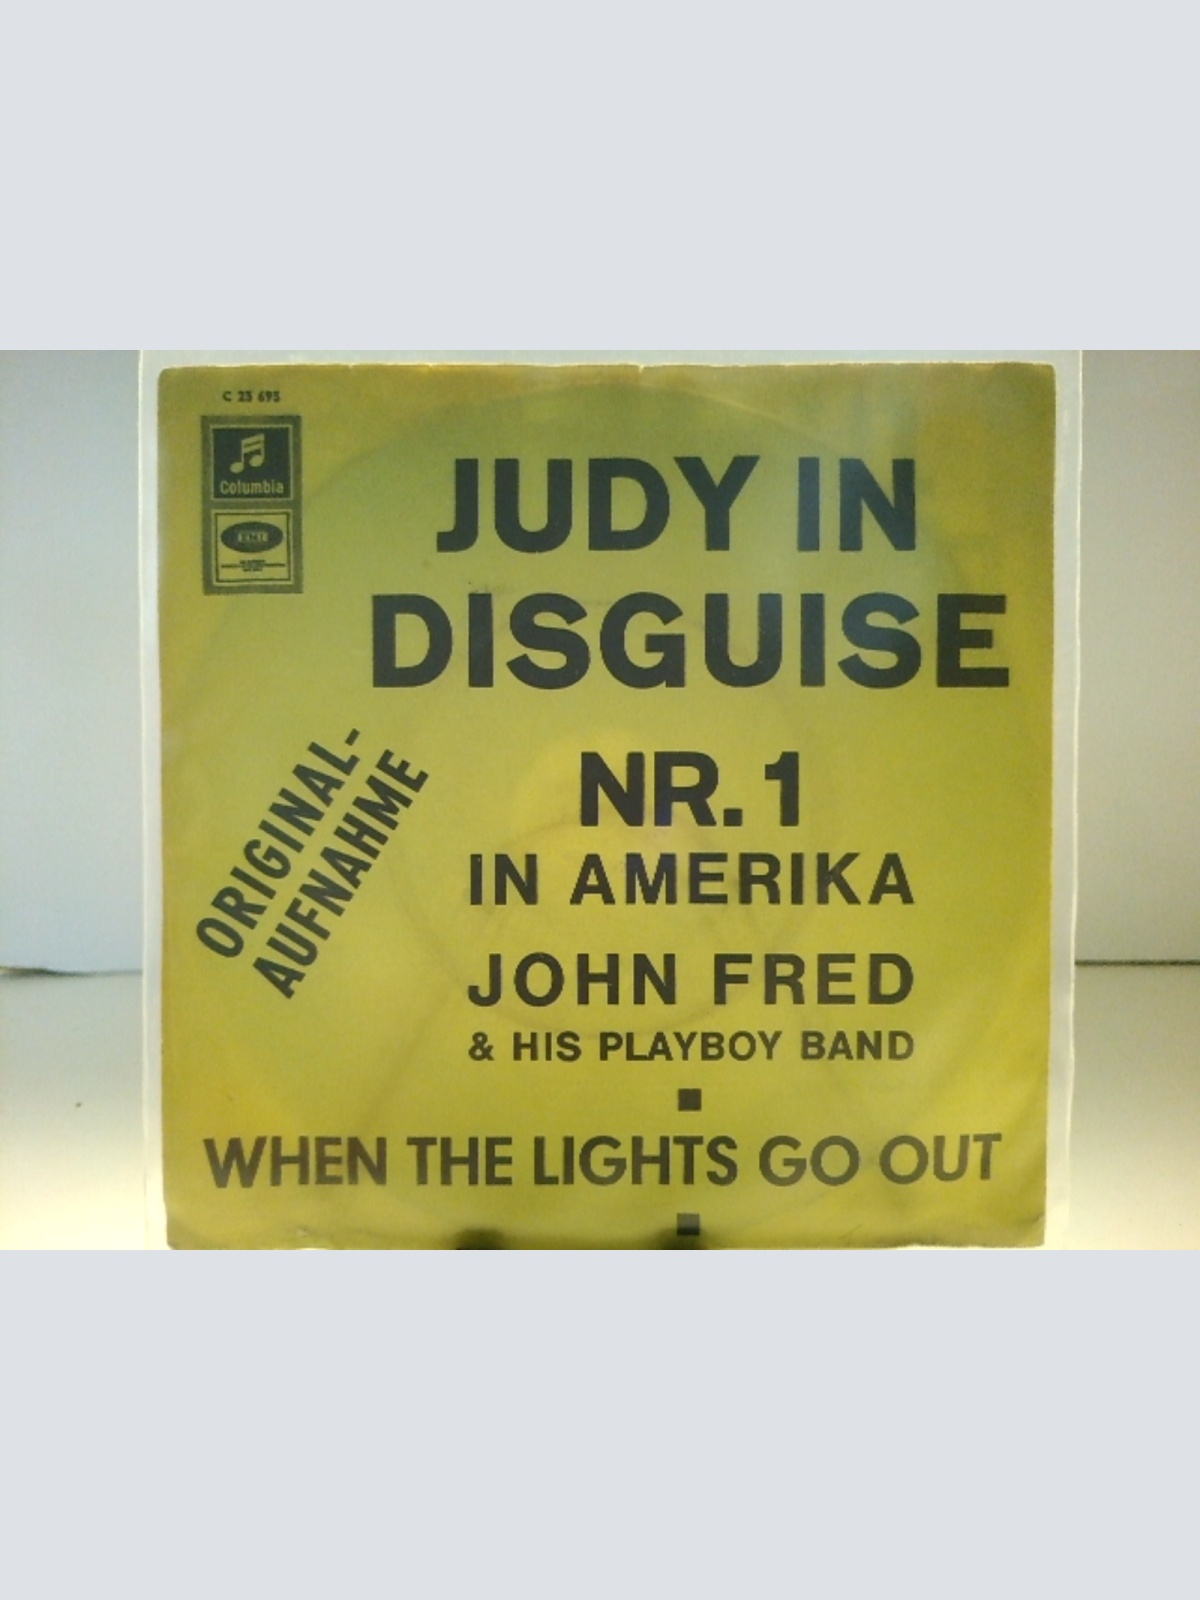 C 23 695
Columbia
EMI
JUDY IN
DISGUISE
ORIGINAL-
AUFNAHME
NR. 1
IN AMERIKA
JOHN FRED
& HIS PLAYBOY BAND
WHEN THE LIGHTS GO OUT